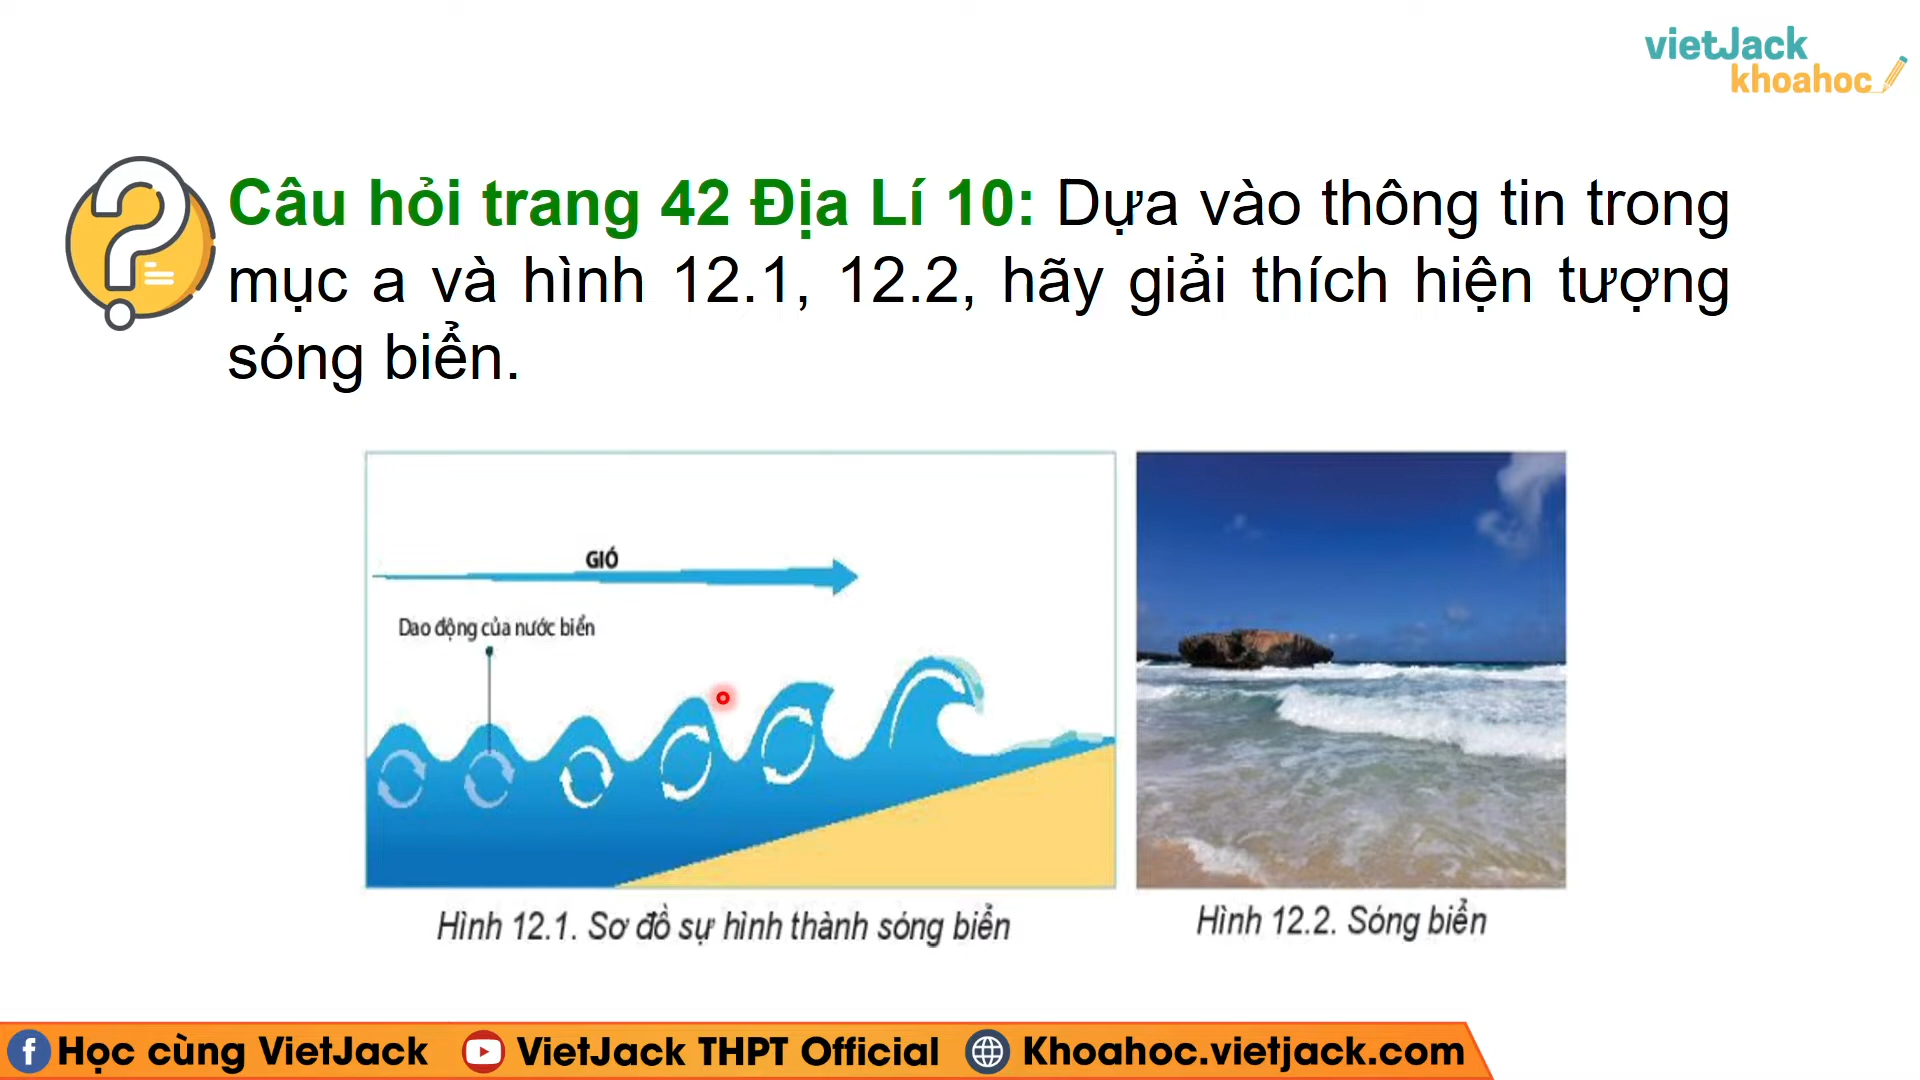 vietJack
khoahoc
Câu hỏi trang 42 Địa Lí 10: Dựa vào thông tin trong
mục a và hình 12.1, 12.2, hãy giải thích hiện tượng
sóng biển.
GIÓ
Dao động của nước biển
Hình 12.1. Sơ đồ sự hình thành sóng biển
Hình 12.2. Sóng biển
Học cùng VietJack
VietJack THPT Official
Khoahoc.vietjack.com